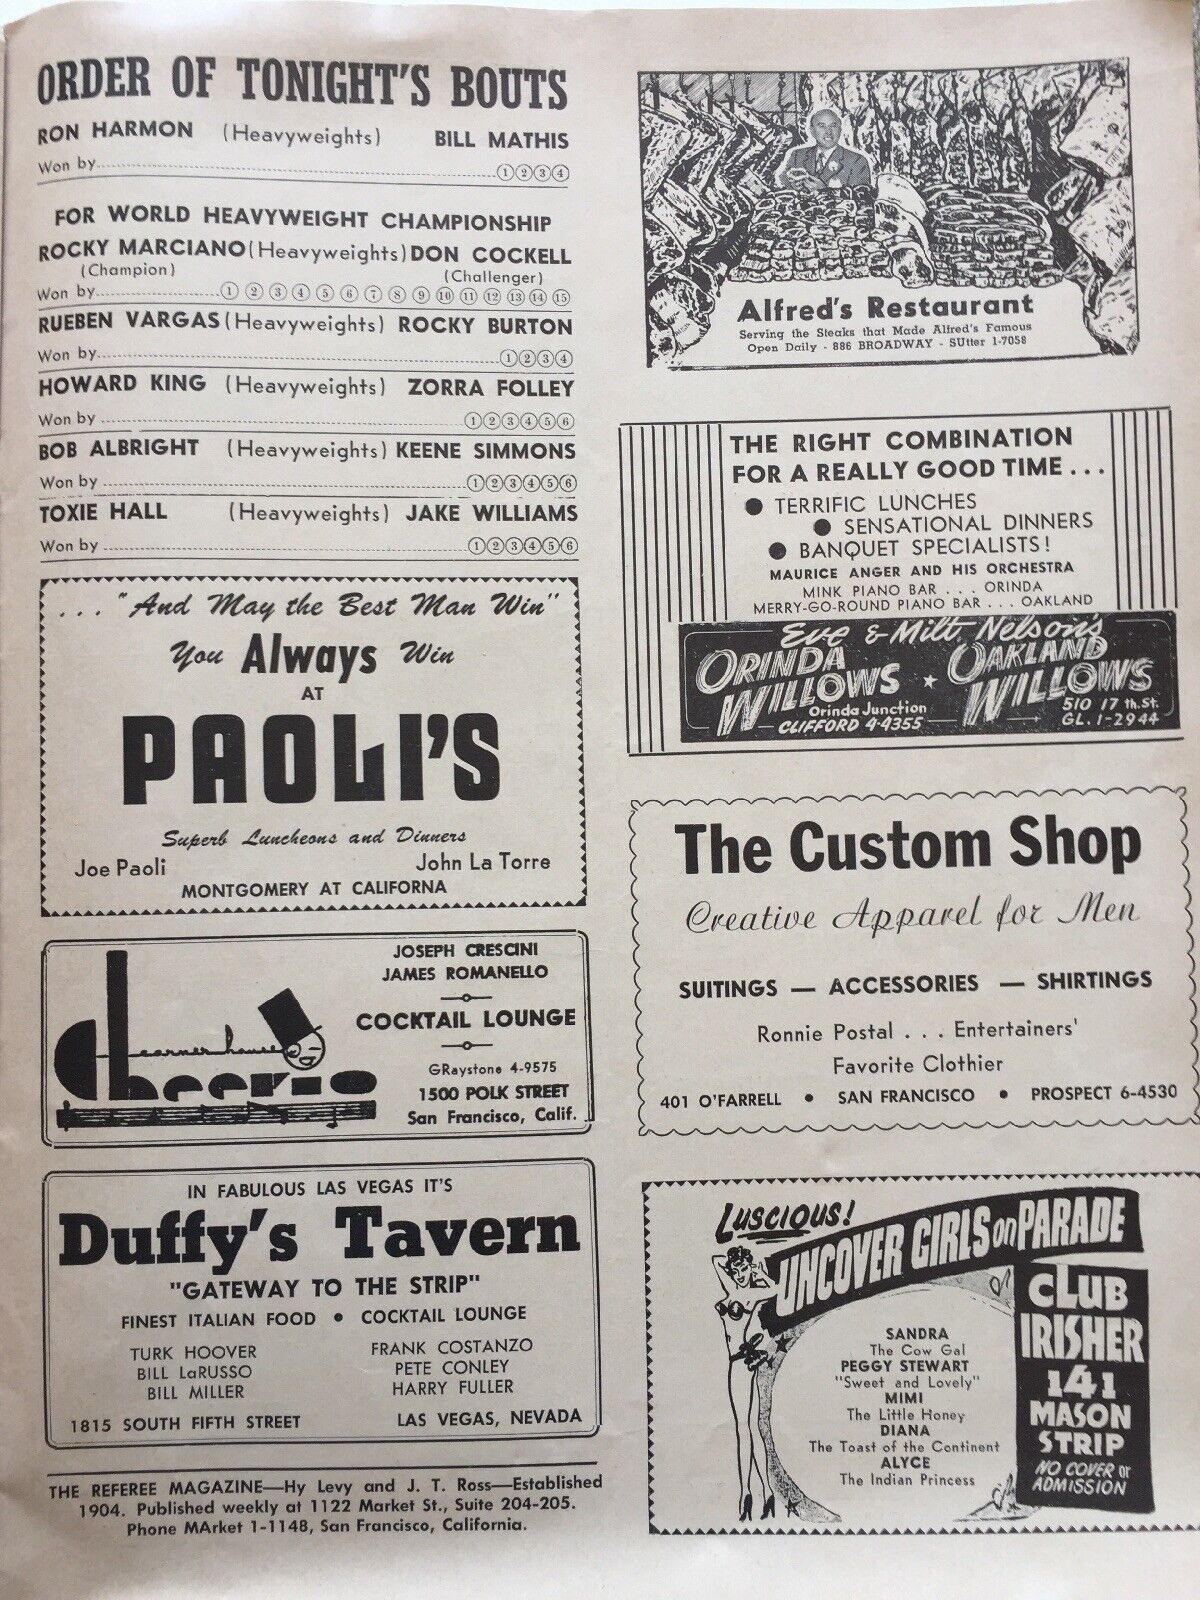 ORDER OF TONIGHT'S BOUTS
RON HARMON (Heavyweights) BILL MATHIS
Won by 1 2 3 4
FOR WORLD HEAVYWEIGHT CHAMPIONSHIP
ROCKY MARCIANO (Heavyweights) DON COCKELL
(Champion) (Challenger)
Won by 1 2 3 4 5 6 7 8 9 10 11 12 13 14 15
RUEBEN VARGAS (Heavyweights) ROCKY BURTON
Won by 1 2 3 4
HOWARD KING (Heavyweights) ZORRA FOLLEY
Won by 1 2 3 4 5 6
BOB ALBRIGHT (Heavyweights) KEENE SIMMONS
Won by 1 2 3 4 5 6
TOXIE HALL (Heavyweights) JAKE WILLIAMS
Won by 1 2 3 4 5 6
... "And May the Best Man Win"
You Always Win
AT
PAOLI'S
Superb Luncheons and Dinners
Joe Paoli John La Torre
MONTGOMERY AT CALIFORNA
JOSEPH CRESCINI
JAMES ROMANELLO
Cheerio
corner house
COCKTAIL LOUNGE
GRaystone 4-9575
1500 POLK STREET
San Francisco, Calif.
IN FABULOUS LAS VEGAS IT'S
Duffy's Tavern
"GATEWAY TO THE STRIP"
FINEST ITALIAN FOOD • COCKTAIL LOUNGE
TURK HOOVER FRANK COSTANZO
BILL LaRUSSO PETE CONLEY
BILL MILLER HARRY FULLER
1815 SOUTH FIFTH STREET LAS VEGAS, NEVADA
THE REFEREE MAGAZINE—Hy Levy and J. T. Ross—Established
1904. Published weekly at 1122 Market St., Suite 204-205.
Phone MArket 1-1148, San Francisco, California.
Alfred's Restaurant
Serving the Steaks that Made Alfred's Famous
Open Daily - 886 BROADWAY - SUtter 1-7058
THE RIGHT COMBINATION
FOR A REALLY GOOD TIME . . .
● TERRIFIC LUNCHES
● SENSATIONAL DINNERS
● BANQUET SPECIALISTS!
MAURICE ANGER AND HIS ORCHESTRA
MINK PIANO BAR . . . ORINDA
MERRY-GO-ROUND PIANO BAR . . . OAKLAND
Eve & Milt Nelson's
ORINDA WILLOWS ★ OAKLAND WILLOWS
Orinda Junction
CLIFFORD 4-4355
510 17 th. St.
GL. 1-2944
The Custom Shop
Creative Apparel for Men
SUITINGS — ACCESSORIES — SHIRTINGS
Ronnie Postal . . . Entertainers'
Favorite Clothier
401 O'FARRELL • SAN FRANCISCO • PROSPECT 6-4530
LUSCIOUS!
UNCOVER GIRLS on PARADE
SANDRA
The Cow Gal
PEGGY STEWART
"Sweet and Lovely"
MIMI
The Little Honey
DIANA
The Toast of the Continent
ALYCE
The Indian Princess
CLUB
IRISHER
141
MASON
STRIP
NO COVER or
ADMISSION